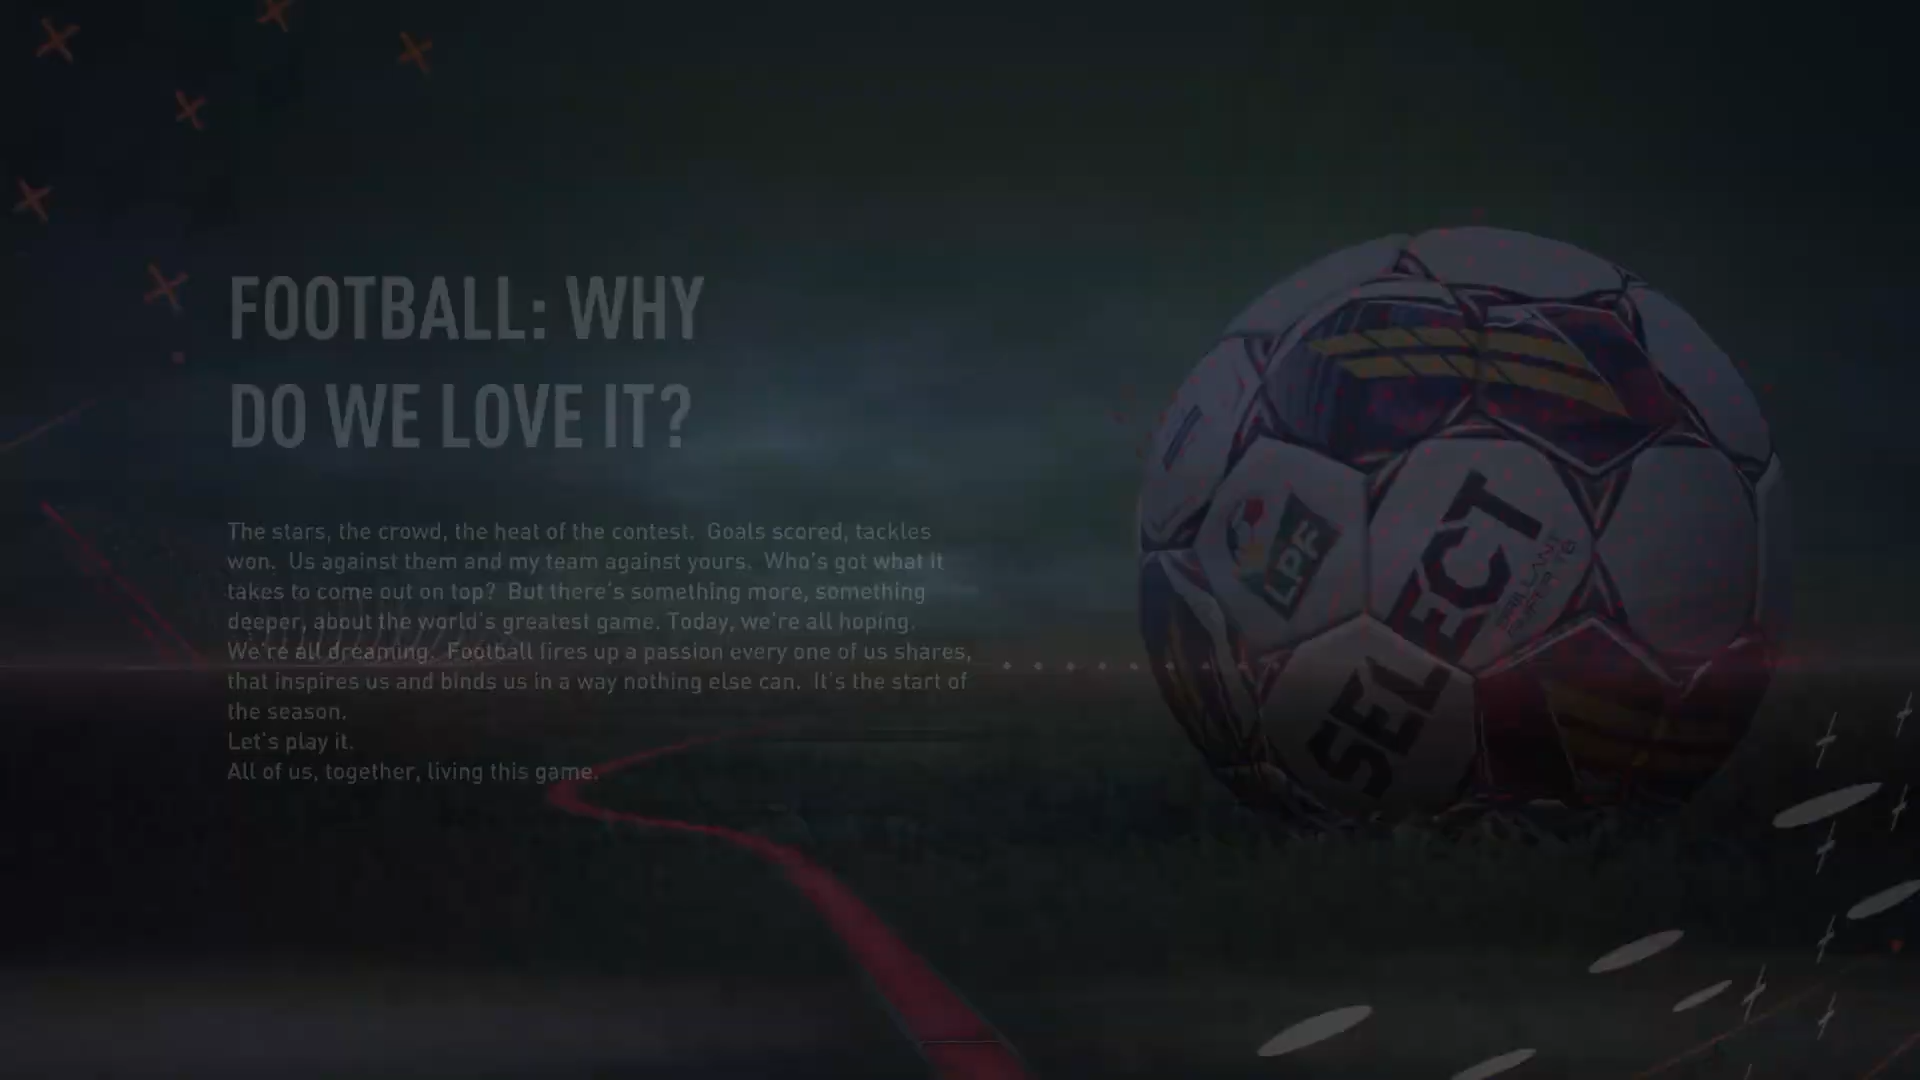 FOOTBALL: WHY
DO WE LOVE IT?
The stars, the crowd, the heat of the contest.  Goals scored, tackles
won.  Us against them and my team against yours.  Who's got what it
takes to come out on top?  But there's something more, something
deeper, about the world's greatest game. Today, we're all hoping.
We're all dreaming.  Football fires up a passion every one of us shares,
that inspires us and binds us in a way nothing else can.  It's the start of
the season.
Let's play it.
All of us, together, living this game.
LPF
SELECT